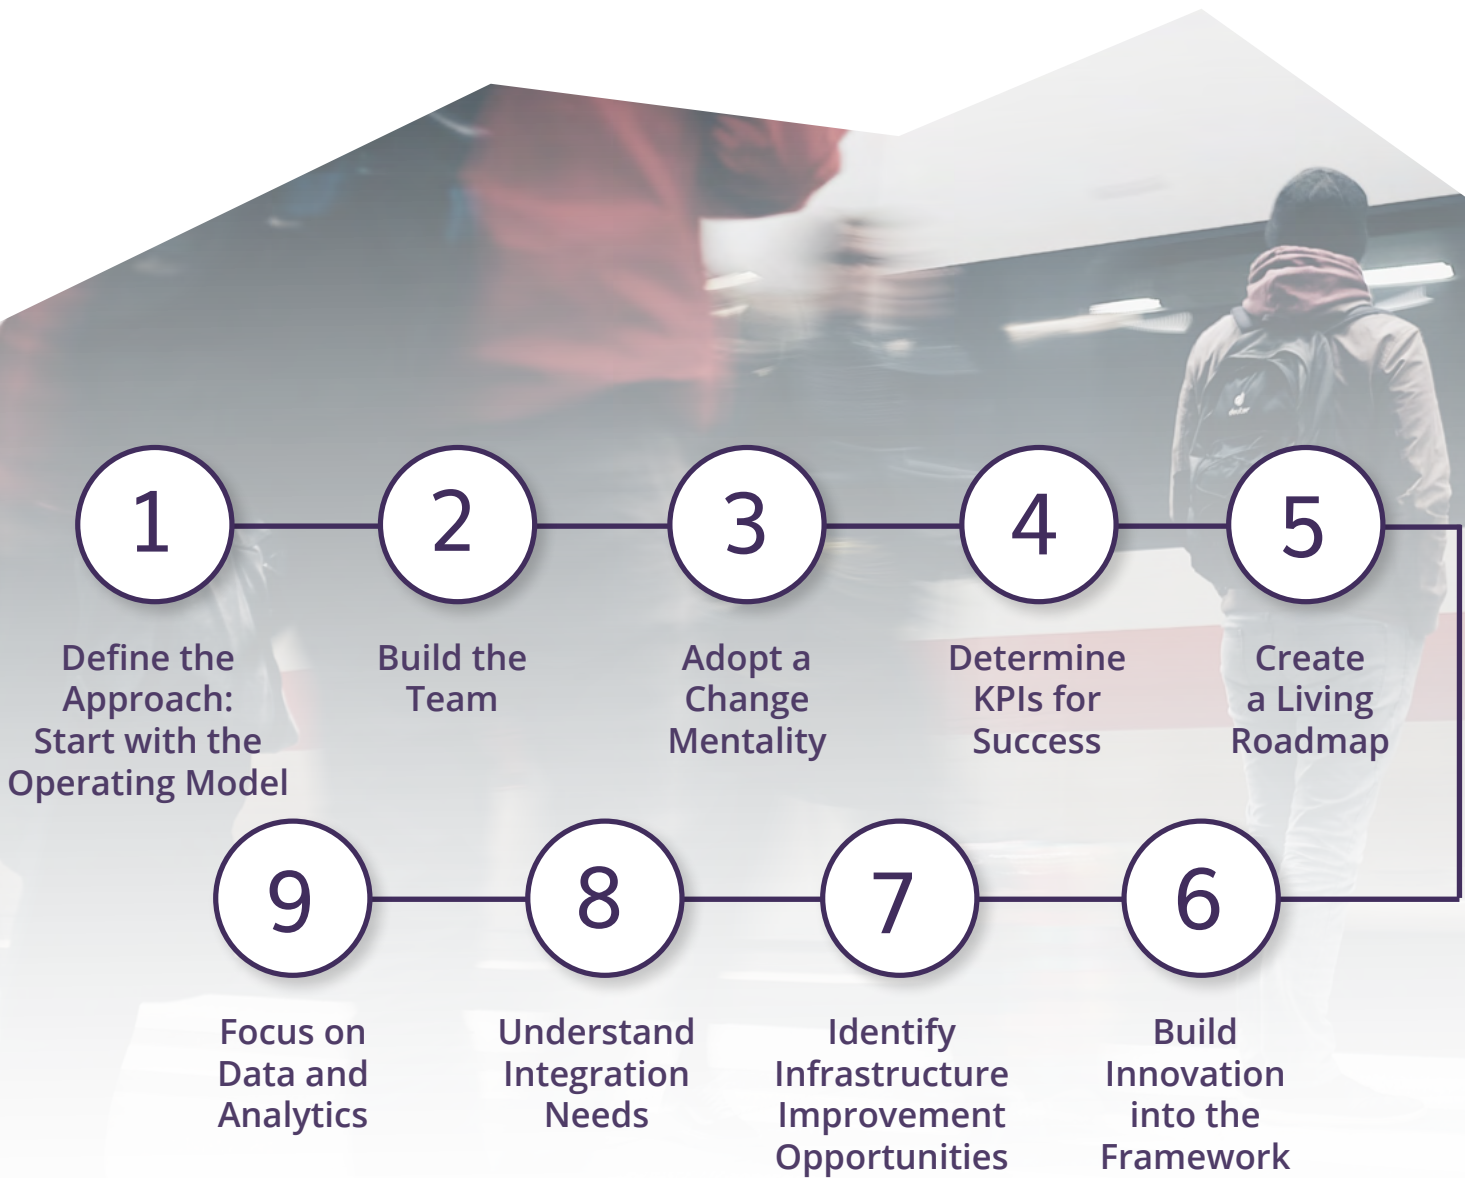 1
Define the
Approach:
Start with the
Operating Model
2
Build the
Team
3
Adopt a
Change
Mentality
4
Determine
KPIs for
Success
5
Create
a Living
Roadmap
6
Build
Innovation
into the
Framework
7
Identify
Infrastructure
Improvement
Opportunities
8
Understand
Integration
Needs
9
Focus on
Data and
Analytics